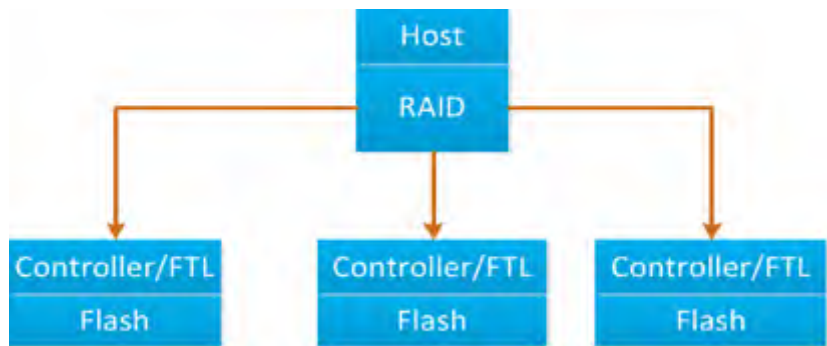 Host
RAID
Controller/FTL
Flash
Controller/FTL
Flash
Controller/FTL
Flash